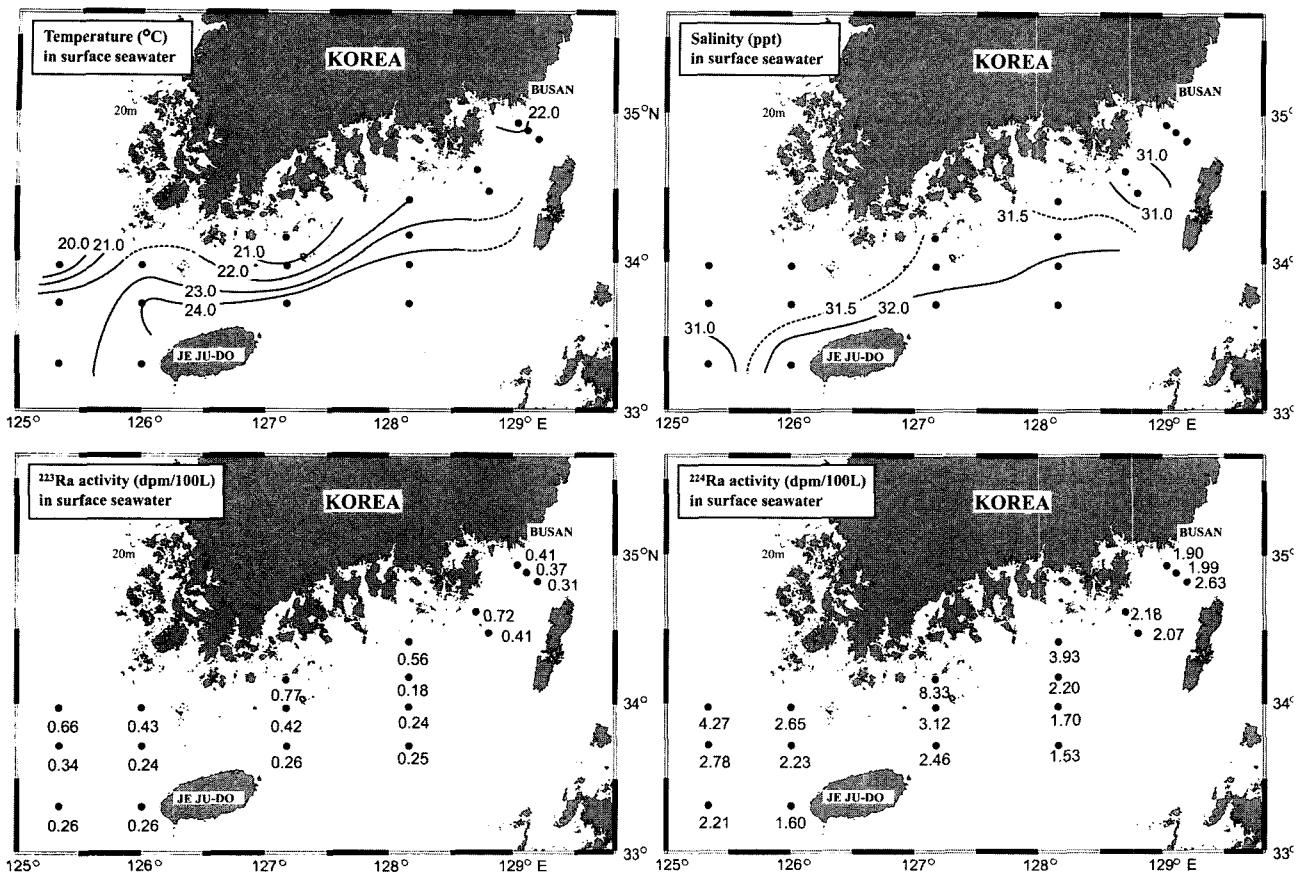 Temperature (°C)
in surface seawater
KOREA
BUSAN
20m
22.0
35°N
20.0
21.0
21.0
22.0
23.0
24.0
34°
JE JU-DO
33°
125°
126°
127°
128°
129° E
Salinity (ppt)
in surface seawater
KOREA
BUSAN
20m
35°N
31.0
31.0
31.5
34°
31.0
31.5
32.0
JE JU-DO
33°
125°
126°
127°
128°
129° E
²²³Ra activity (dpm/100L)
in surface seawater
KOREA
BUSAN
20m
0.41
35°N
0.37
0.31
0.72
0.41
0.56
0.77
0.18
34°
0.66
0.43
0.42
0.24
0.34
0.24
0.26
0.25
JE JU-DO
0.26
0.26
33°
125°
126°
127°
128°
129° E
²²⁴Ra activity (dpm/100L)
in surface seawater
KOREA
BUSAN
20m
1.90
35°N
1.99
2.63
2.18
2.07
3.93
8.33
2.20
34°
4.27
2.65
3.12
1.70
2.78
2.23
2.46
1.53
JE JU-DO
2.21
1.60
33°
125°
126°
127°
128°
129° E